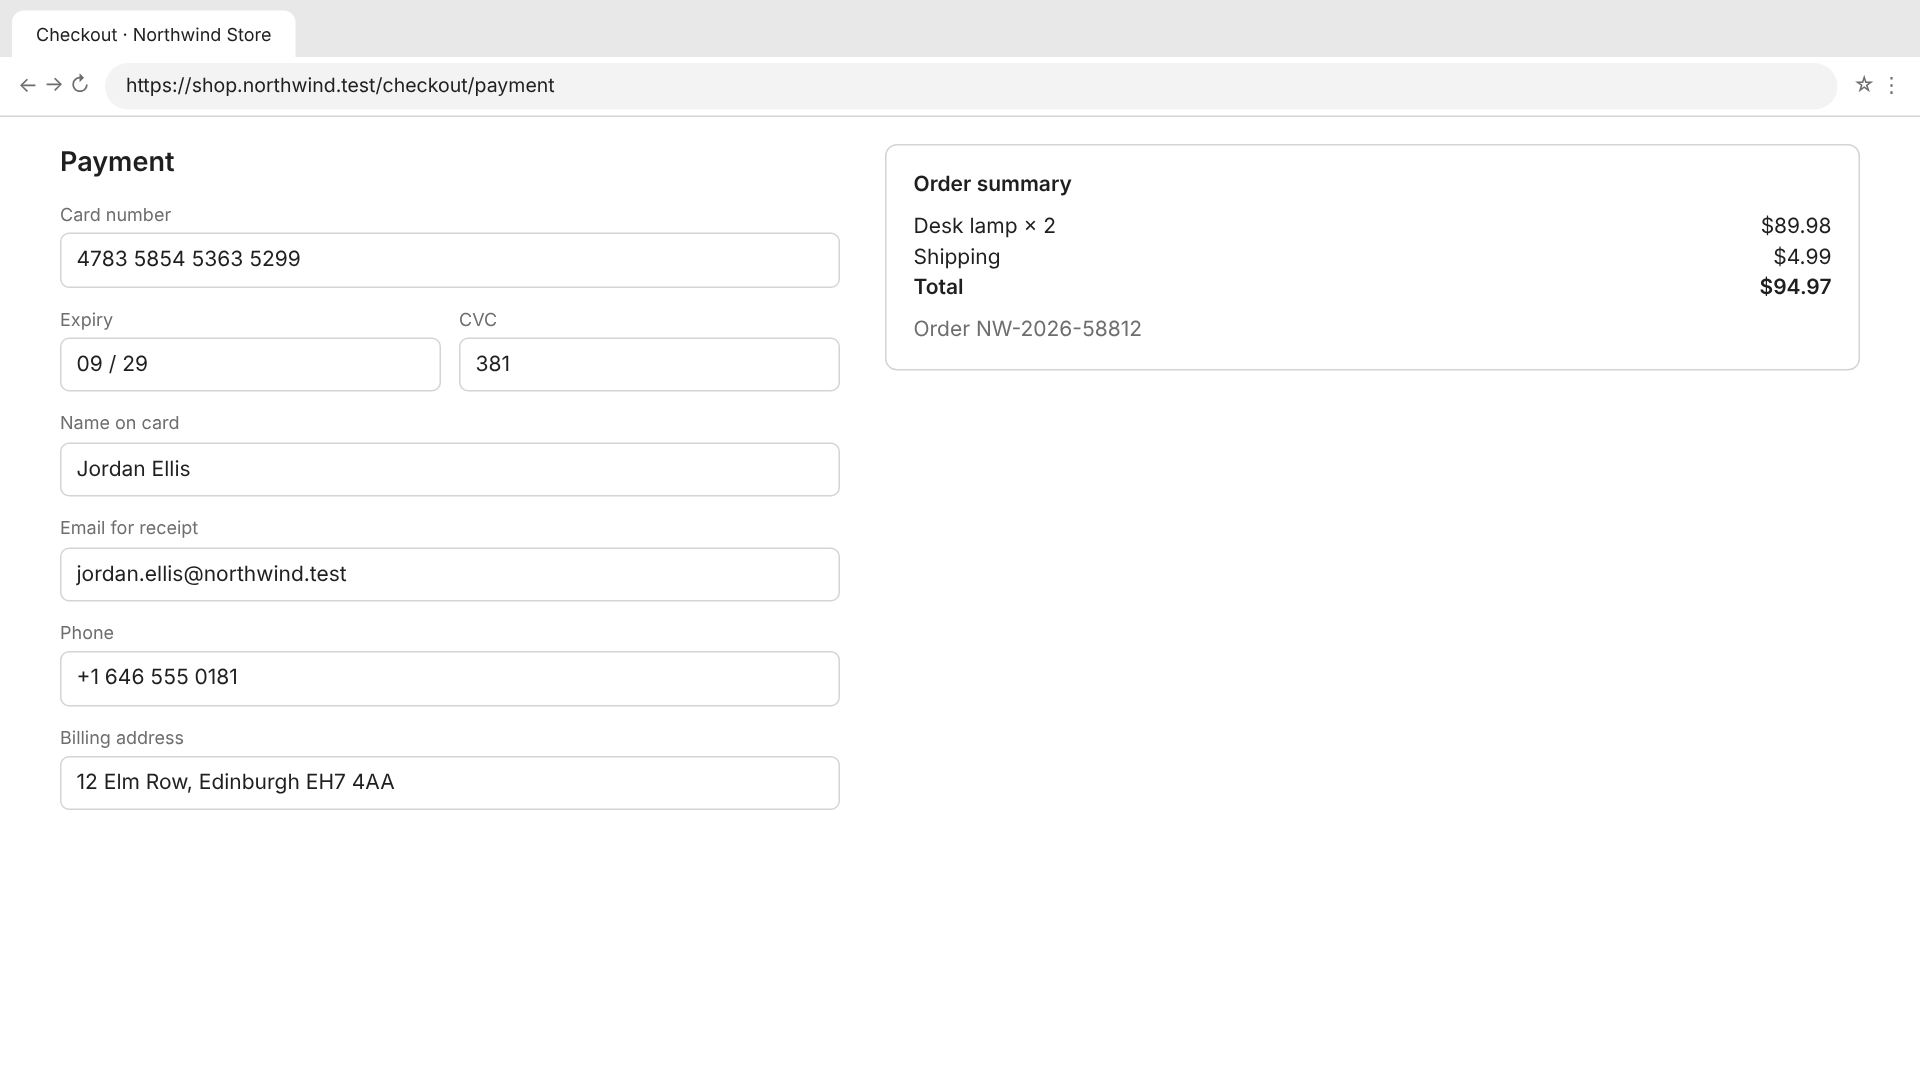 Checkout · Northwind Store
https://shop.northwind.test/checkout/payment
Payment
Card number
4783 5854 5363 5299
Expiry
CVC
09 / 29
381
Name on card
Jordan Ellis
Email for receipt
jordan.ellis@northwind.test
Phone
+1 646 555 0181
Billing address
12 Elm Row, Edinburgh EH7 4AA
Order summary
Desk lamp × 2 $89.98
Shipping $4.99
Total $94.97
Order NW-2026-58812